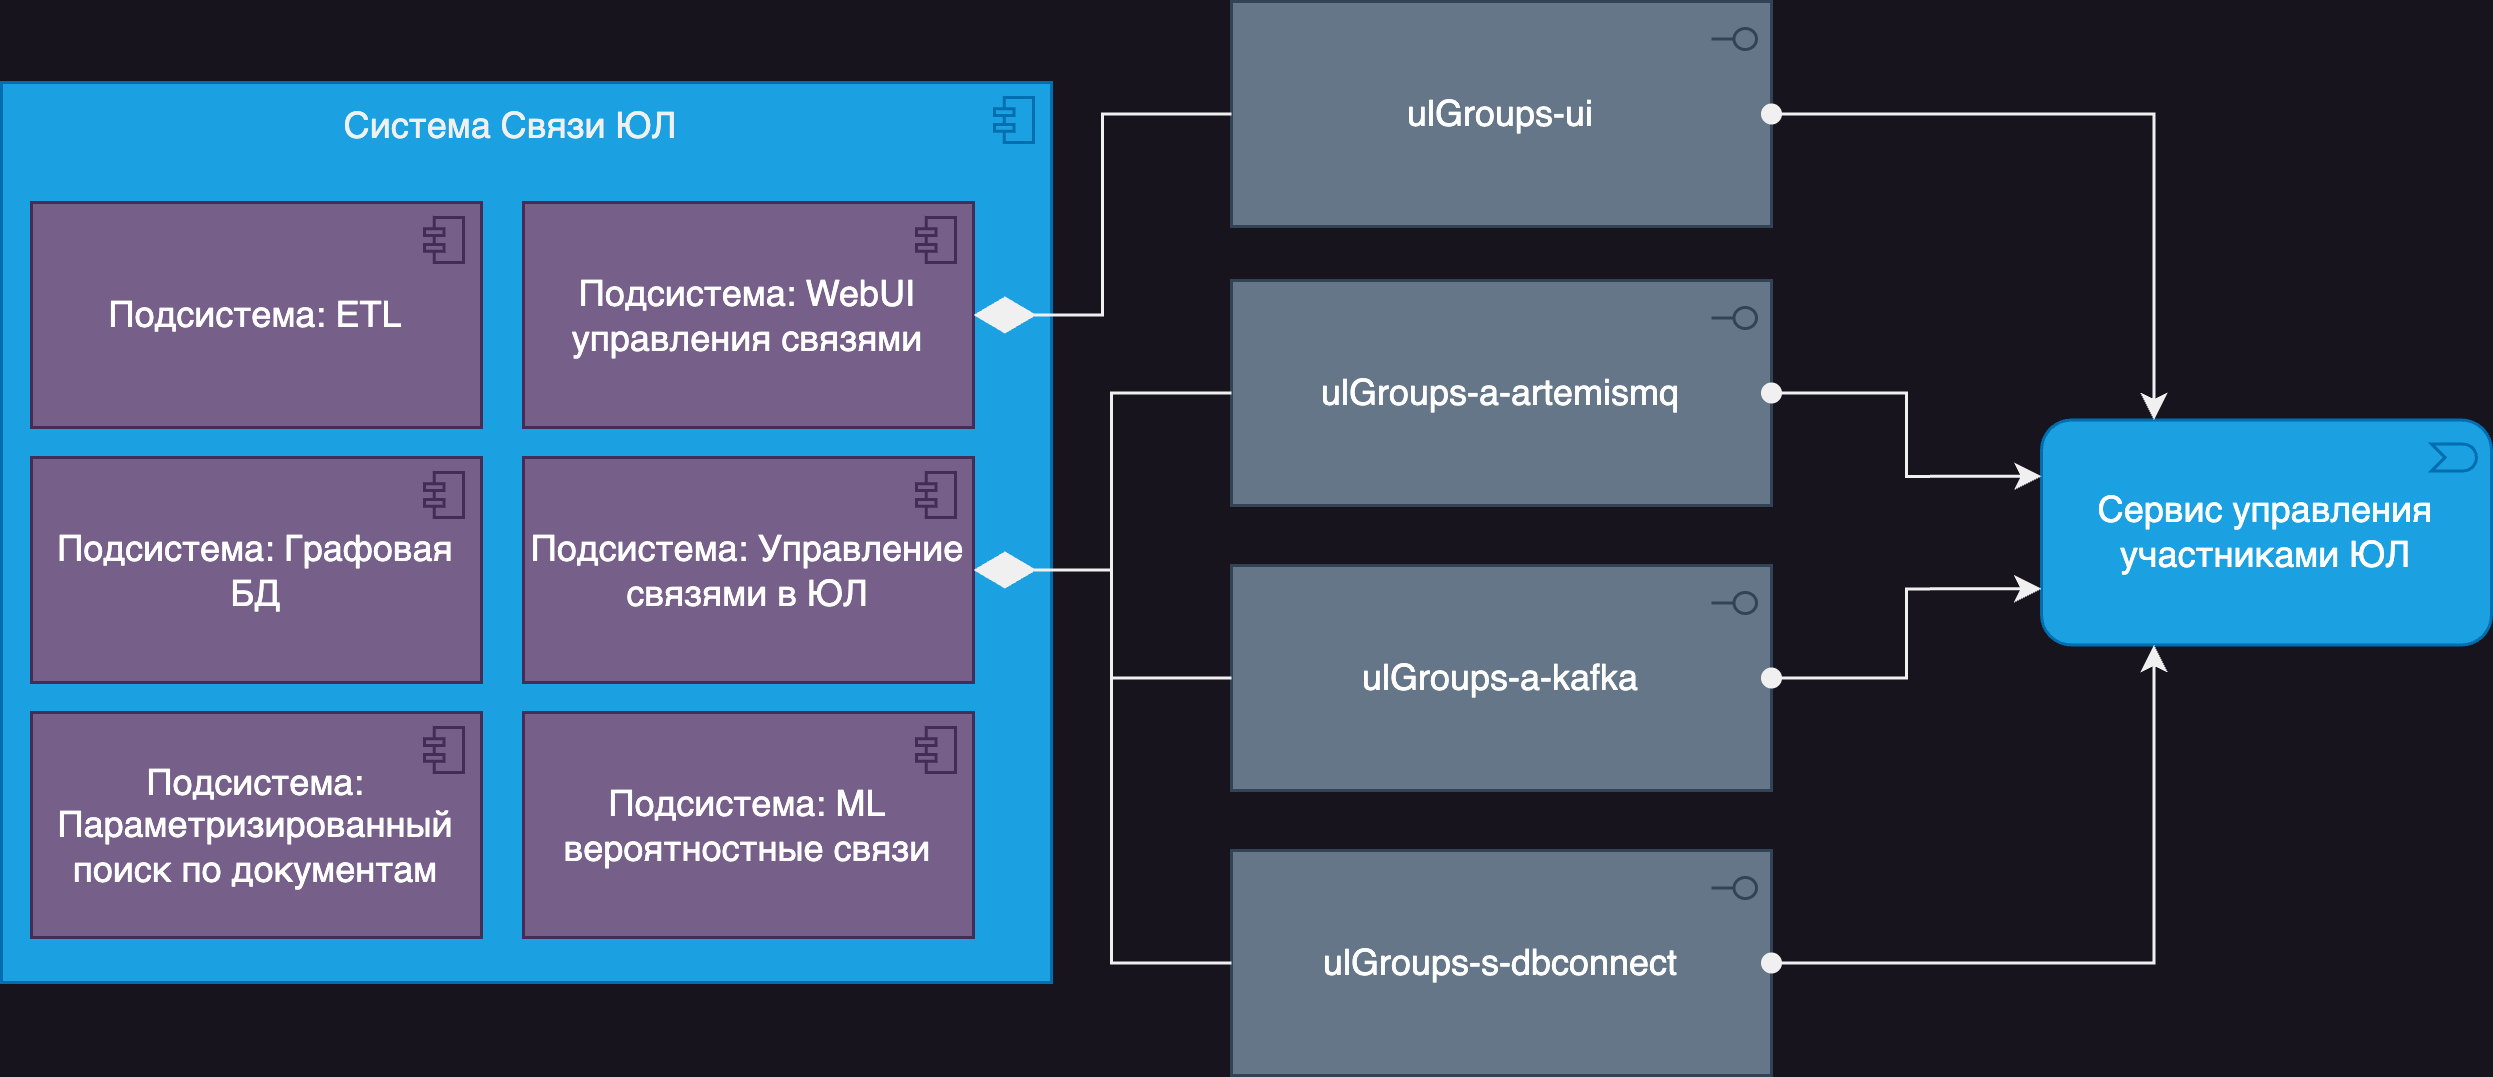 Система Связи ЮЛ
Подсистема: ETL
Подсистема: WebUI
управления связями
Подсистема: Графовая
БД
Подсистема: Управление
связями в ЮЛ
Подсистема:
Параметризированный
поиск по документам
Подсистема: ML
вероятностные связи
ulGroups-ui
ulGroups-a-artemismq
ulGroups-a-kafka
ulGroups-s-dbconnect
Сервис управления
участниками ЮЛ